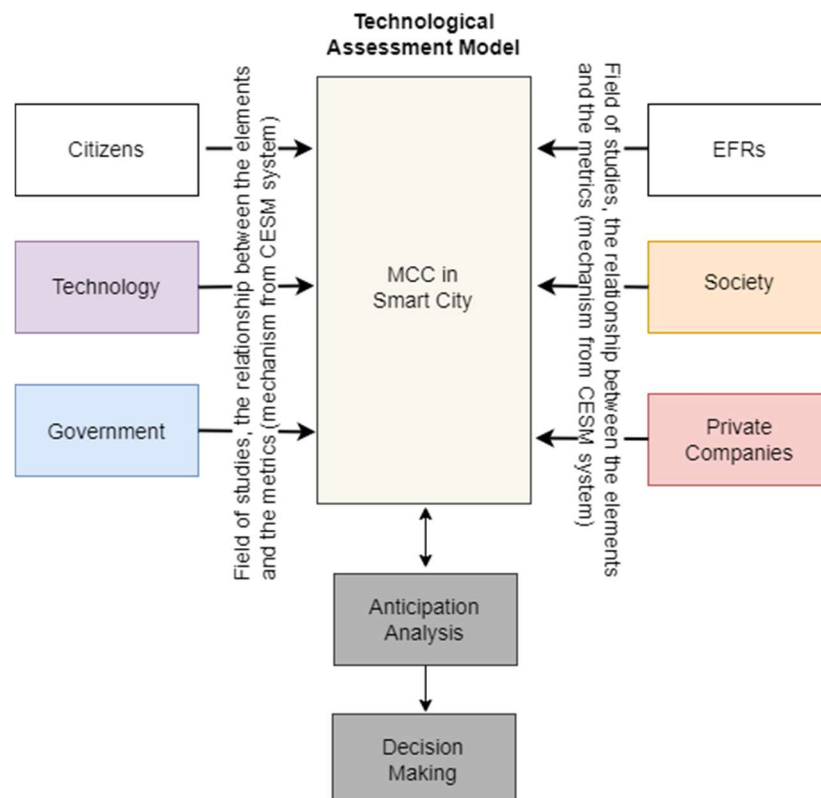 Technological
Assessment Model
Citizens
Technology
Government
Field of studies, the relationship between the elements
and the metrics (mechanism from CESM system)
MCC in
Smart City
Field of studies, the relationship between the elements
and the metrics (mechanism from CESM system)
EFRs
Society
Private
Companies
Anticipation
Analysis
Decision
Making